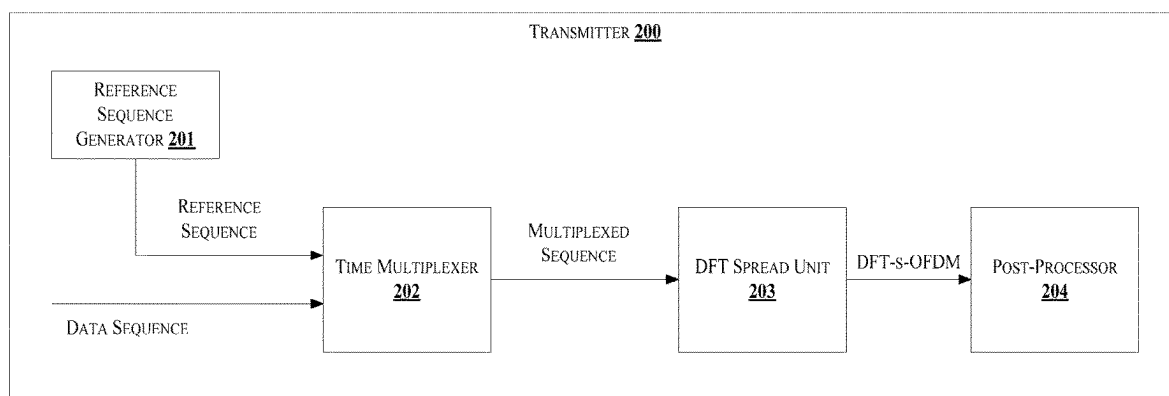 TRANSMITTER 200
REFERENCE
SEQUENCE
GENERATOR 201
REFERENCE
SEQUENCE
DATA SEQUENCE
TIME MULTIPLEXER
202
MULTIPLEXED
SEQUENCE
DFT SPREAD UNIT
203
DFT-S-OFDM
POST-PROCESSOR
204